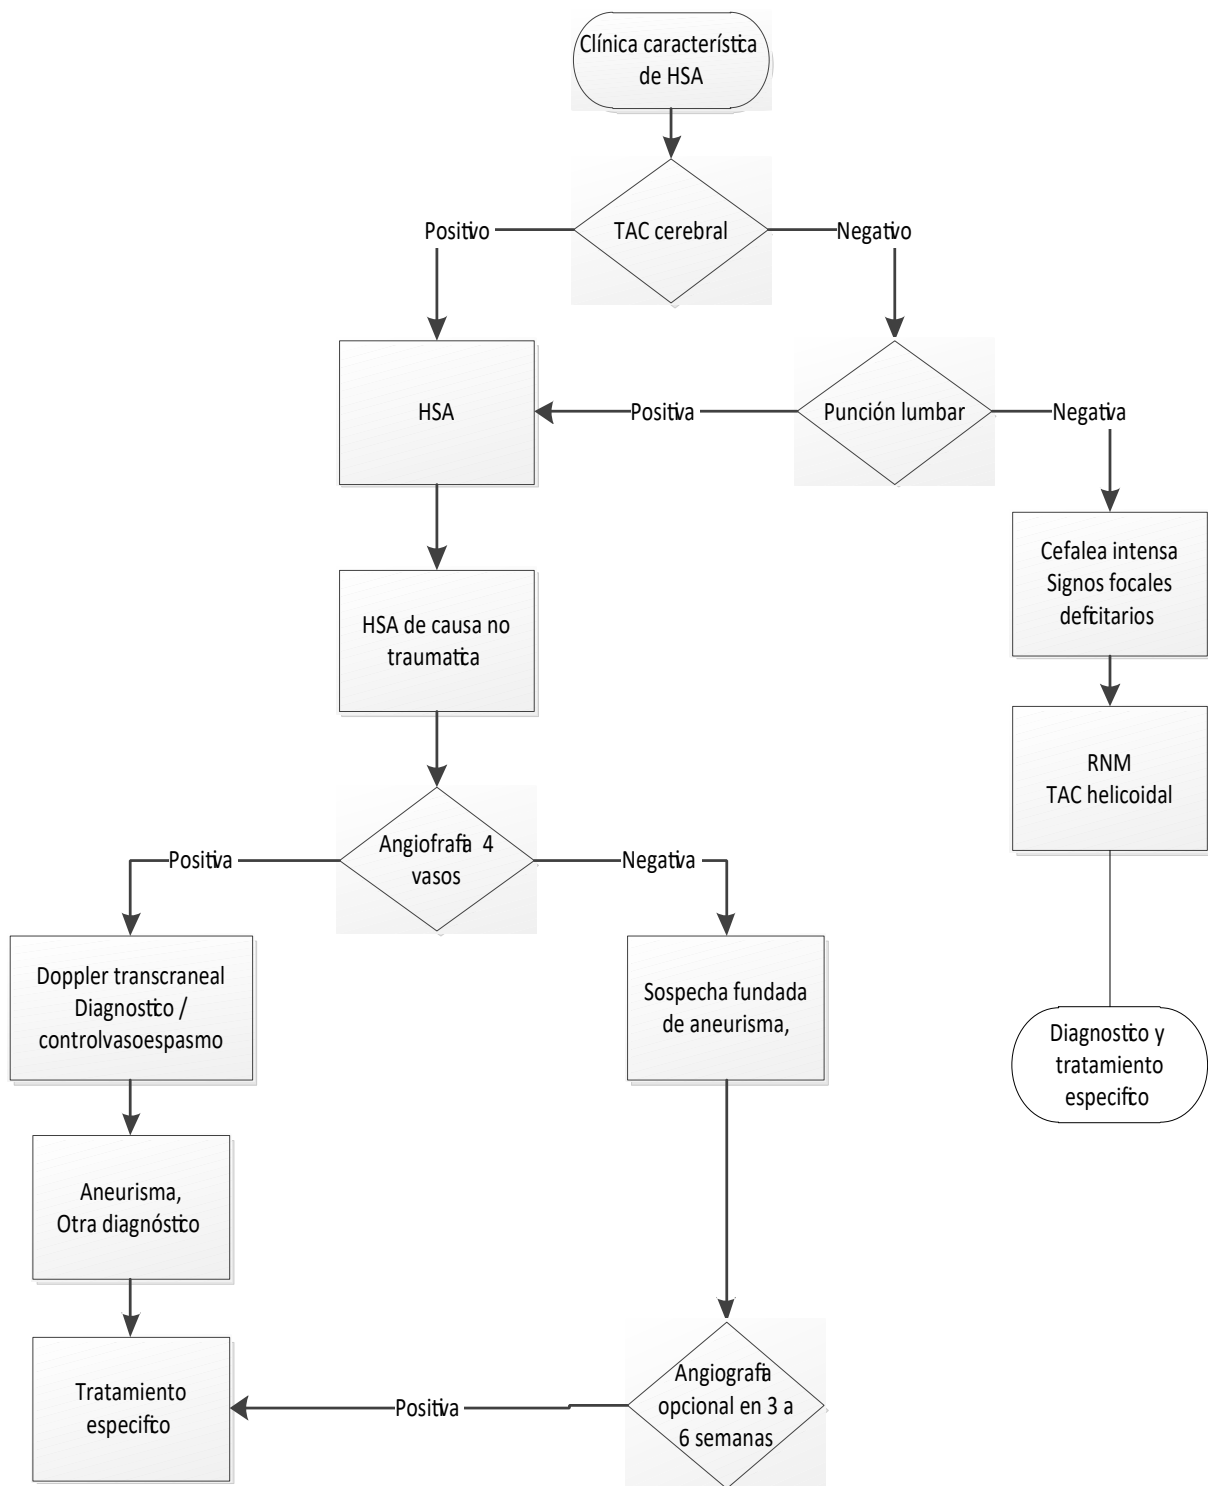 Clínica característica
de HSA
TAC cerebral
Positivo
Negativo
HSA
Positiva
Punción lumbar
Negativa
Cefalea intensa
Signos focales
deficitarios
HSA de causa no
traumatica
RNM
TAC helicoidal
Angiofrafia 4
vasos
Positiva
Negativa
Doppler transcraneal
Diagnostico /
controlvasoespasmo
Sospecha fundada
de aneurisma,
Diagnostico y
tratamiento
especifico
Aneurisma,
Otra diagnóstico
Tratamiento
especifico
Positiva
Angiografia
opcional en 3 a
6 semanas